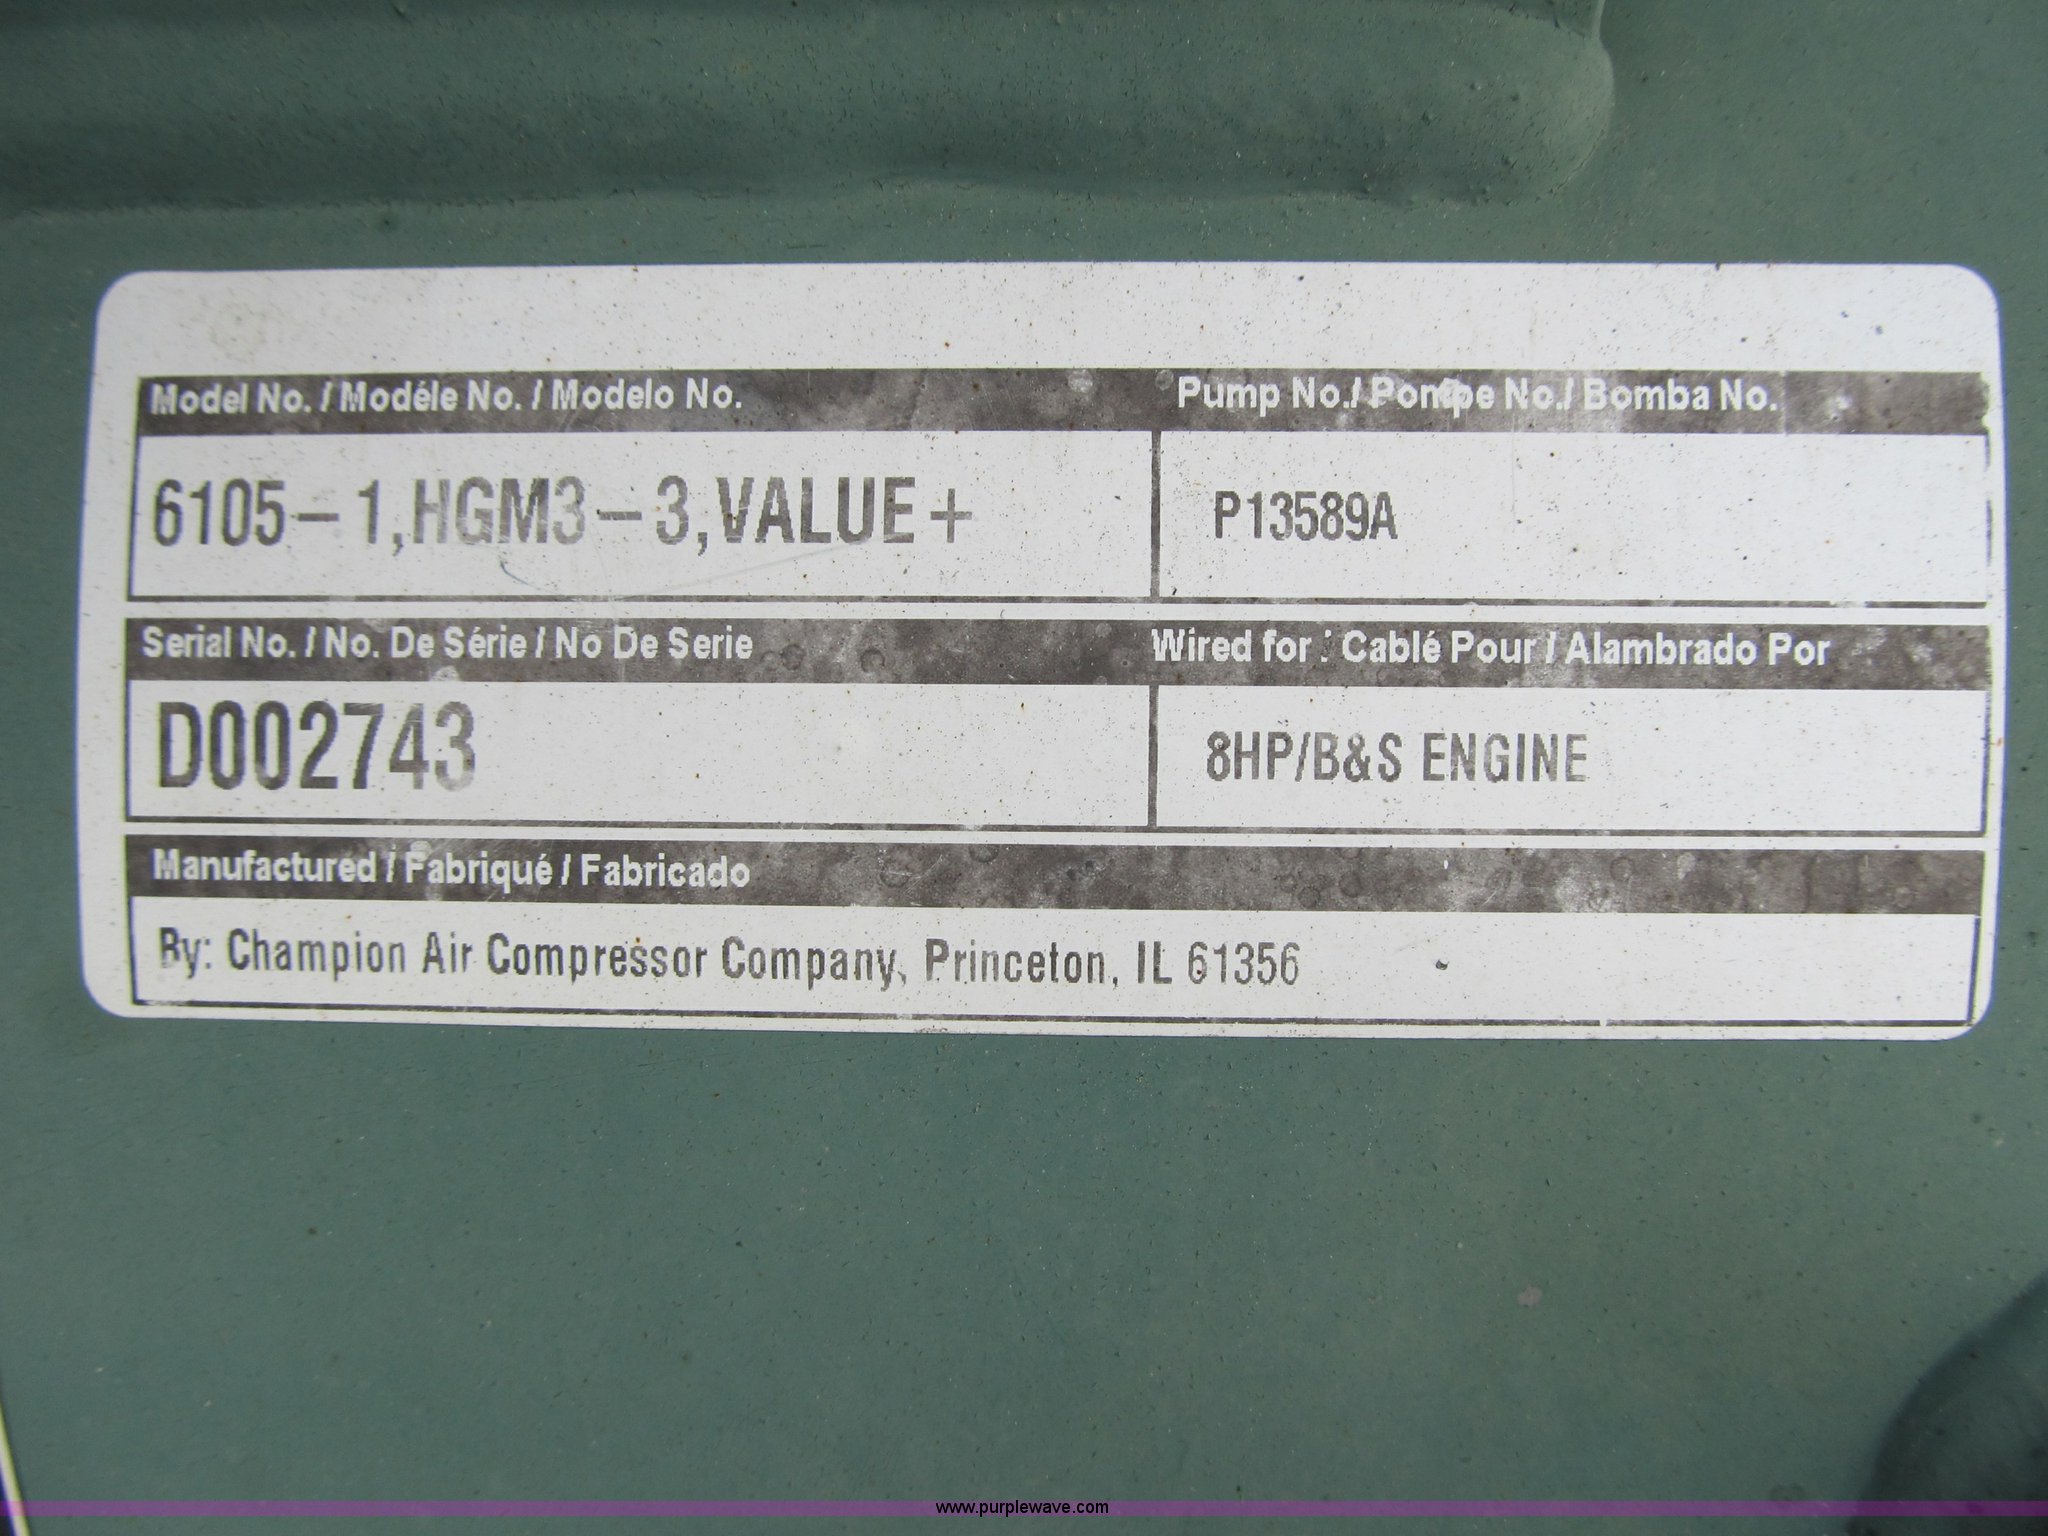 Model No. / Modéle No. / Modelo No.
Pump No./ Pompe No./ Bomba No.
6105-1,HGM3-3,VALUE+
P13589A
Serial No. / No. De Série / No De Serie
Wired for : Cablé Pour / Alambrado Por
D002743
8HP/B&S ENGINE
Manufactured / Fabriqué / Fabricado
By: Champion Air Compressor Company, Princeton, IL 61356
www.purplewave.com